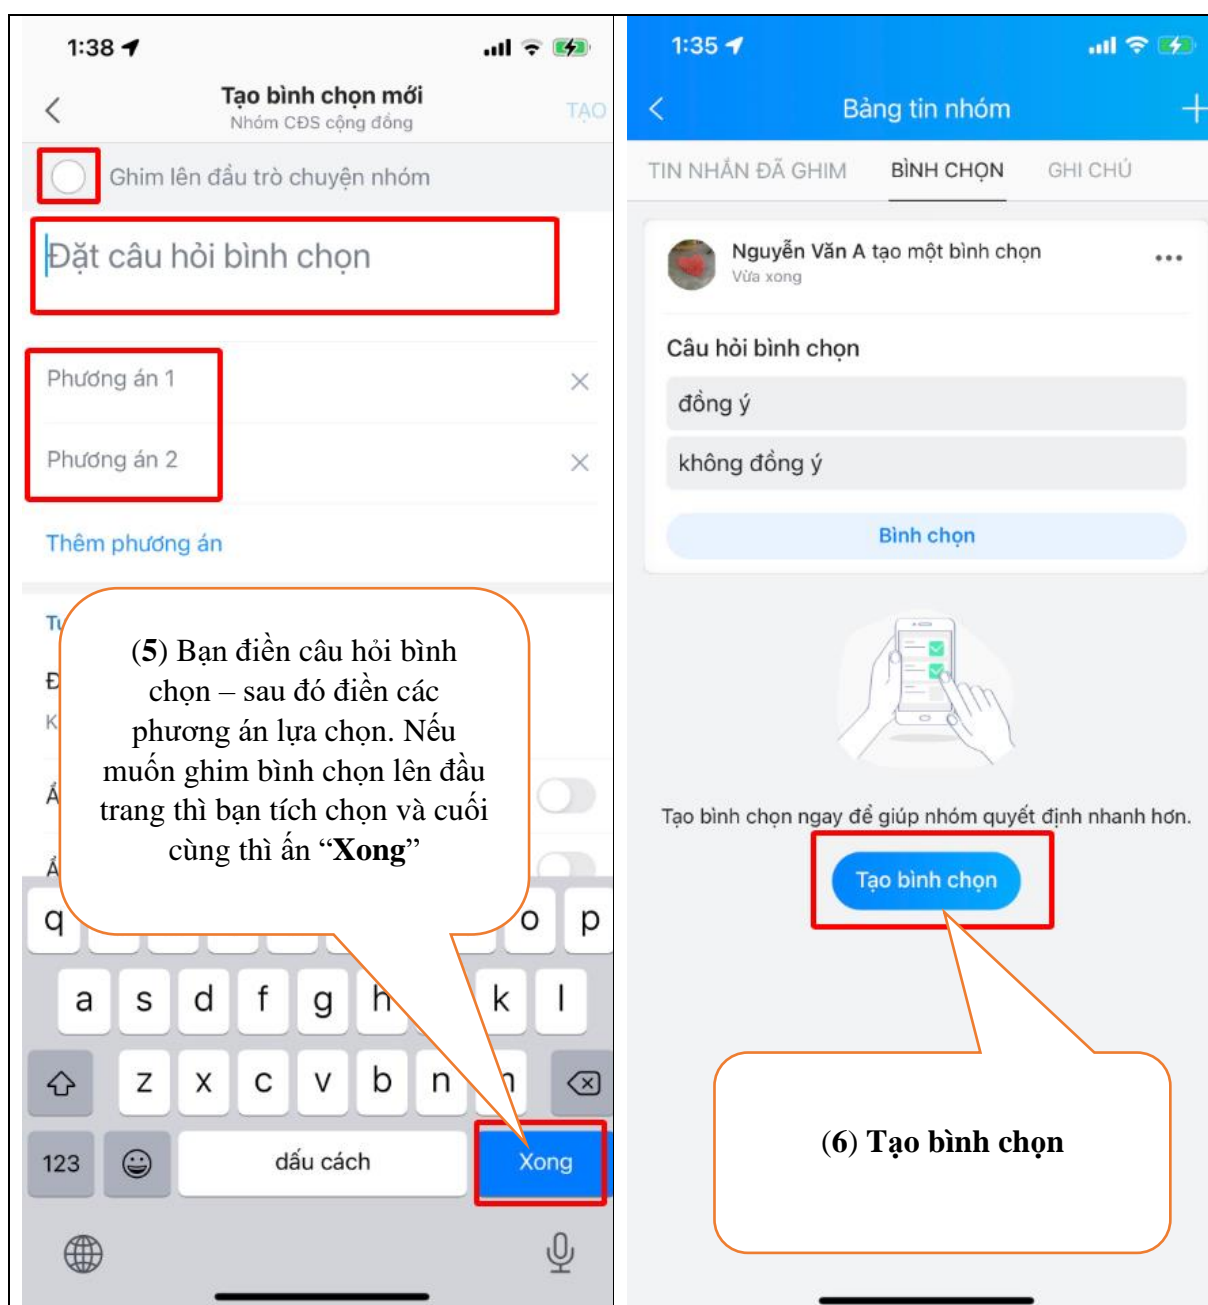 1:38
Tạo bình chọn mới
Nhóm CĐS cộng đồng
TẠO
Ghim lên đầu trò chuyện nhóm
Đặt câu hỏi bình chọn
Phương án 1
Phương án 2
Thêm phương án
(5) Bạn điền câu hỏi bình
chọn – sau đó điền các
phương án lựa chọn. Nếu
muốn ghim bình chọn lên đầu
trang thì bạn tích chọn và cuối
cùng thì ấn “Xong”
q o p
a s d f g h k l
z x c v b n
123 dấu cách Xong
1:35
Bảng tin nhóm
TIN NHẮN ĐÃ GHIM BÌNH CHỌN GHI CHÚ
Nguyễn Văn A tạo một bình chọn
Vừa xong
Câu hỏi bình chọn
đồng ý
không đồng ý
Bình chọn
Tạo bình chọn ngay để giúp nhóm quyết định nhanh hơn.
Tạo bình chọn
(6) Tạo bình chọn